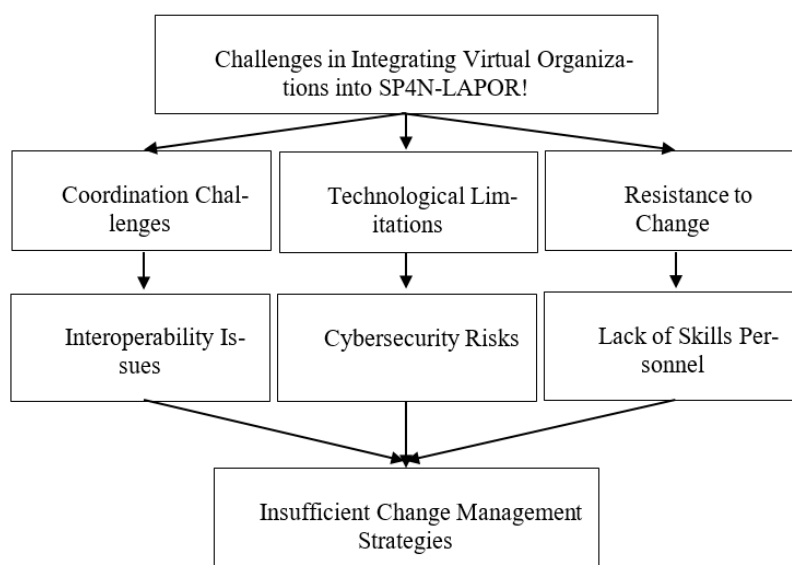 Challenges in Integrating Virtual Organiza-
tions into SP4N-LAPOR!
Coordination Chal-
lenges
Technological Lim-
itations
Resistance to
Change
Interoperability Is-
sues
Cybersecurity Risks
Lack of Skills Per-
sonnel
Insufficient Change Management
Strategies